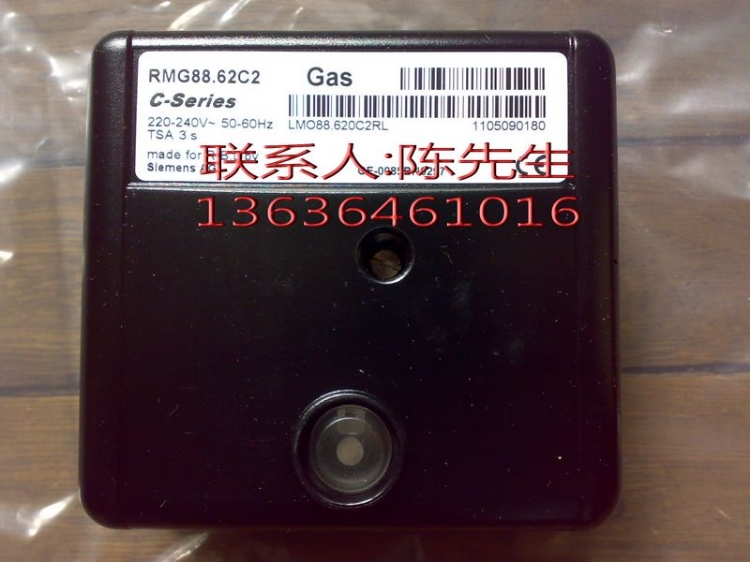 RMG88.62C2 Gas
C-Series
220-240V~ 50-60Hz LMO88.620C2RL 1105090180
TSA 3 s
made for
Siemens CE
联系人:陈先生
13636461016